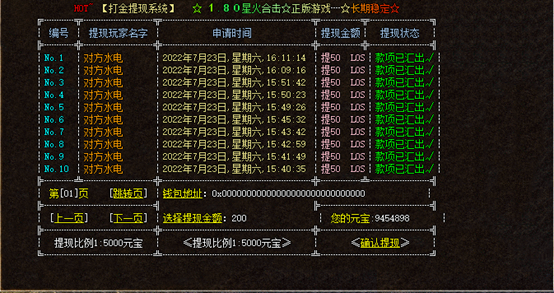 HOT 【打金提现系统】 ☆ 1.80星火合击☆正版游戏…☆长期稳定☆
编号 提现玩家名字 申请时间 提现金额 提现状态
No.1 对方水电 2022年7月23日,星期六,16:11:14 提50 LOS 款项已汇出√
No.2 对方水电 2022年7月23日,星期六,16:09:16 提50 LOS 款项已汇出√
No.3 对方水电 2022年7月23日,星期六,15:51:42 提50 LOS 款项已汇出√
No.4 对方水电 2022年7月23日,星期六,15:50:23 提50 LOS 款项已汇出√
No.5 对方水电 2022年7月23日,星期六,15:49:26 提50 LOS 款项已汇出√
No.6 对方水电 2022年7月23日,星期六,15:45:32 提50 LOS 款项已汇出√
No.7 对方水电 2022年7月23日,星期六,15:43:42 提50 LOS 款项已汇出√
No.8 对方水电 2022年7月23日,星期六,15:42:59 提50 LOS 款项已汇出√
No.9 对方水电 2022年7月23日,星期六,15:41:49 提50 LOS 款项已汇出√
No.10 对方水电 2022年7月23日,星期六,15:40:35 提50 LOS 款项已汇出√
第[01]页 [跳转页] 钱包地址：0x00000000000000000000000000
[上一页] [下一页] 选择提现金额：200 您的元宝:9454898
提现比例1:5000元宝 ≪提现比例1:5000元宝≫ ≪确认提现≫